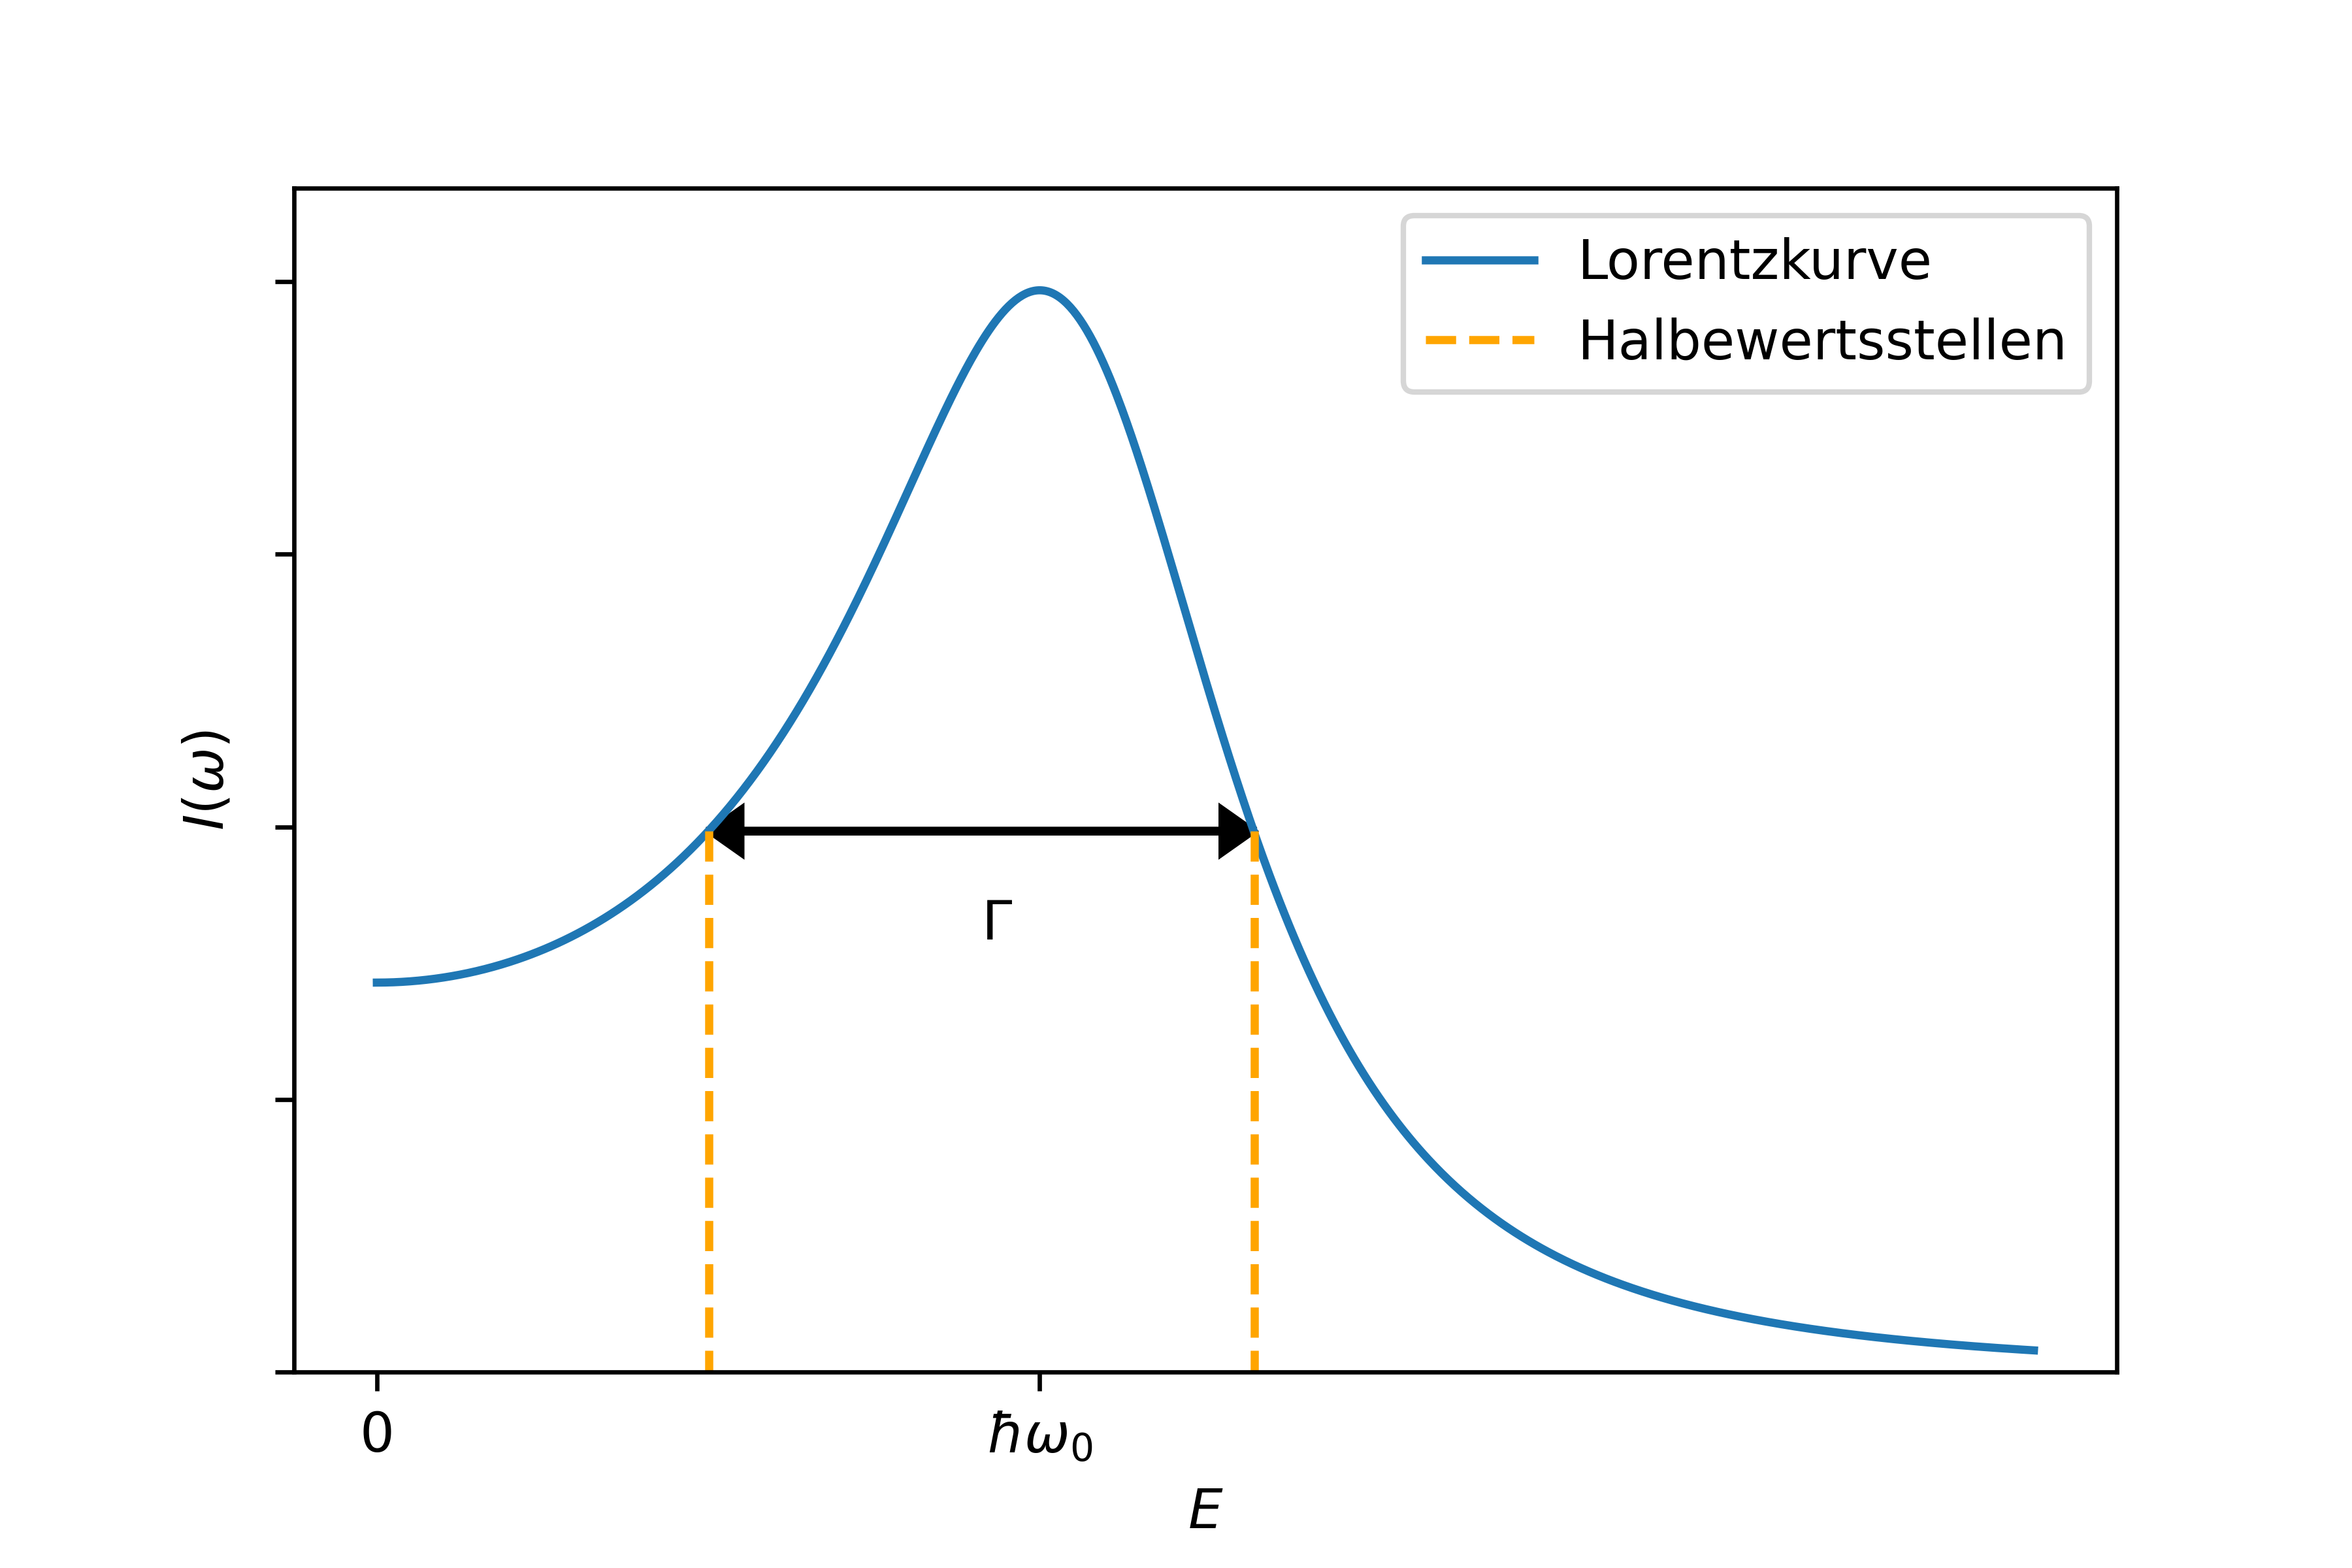 Lorentzkurve
Halbewertsstellen
I(ω)
Γ
0
ħω₀
E